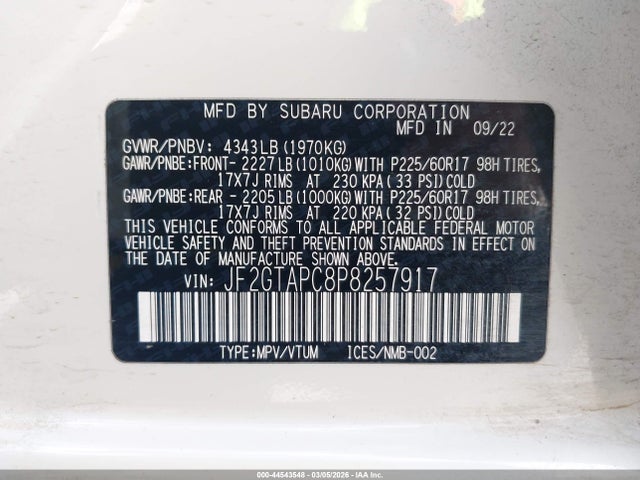 MFD BY SUBARU CORPORATION
MFD IN 09/22
GVWR/PNBV: 4343LB(1970KG)
GAWR/PNBE:FRONT- 2227LB(1010KG)WITH P225/60R17 98H TIRES,
17X7J RIMS AT 230 KPA(33 PSI)COLD
GAWR/PNBE:REAR - 2205LB(1000KG)WITH P225/60R17 98H TIRES,
17X7J RIMS AT 220 KPA(32 PSI)COLD
THIS VEHICLE CONFORMS TO ALL APPLICABLE FEDERAL MOTOR
VEHICLE SAFETY AND THEFT PREVENTION STANDARDS IN EFFECT ON
THE DATE OF MANUFACTURE SHOWN ABOVE.
VIN: JF2GTAPC8P8257917
TYPE:MPV/VTUM ICES/NMB-002
000-44543548 - 03/05/2026 - IAAI.CA